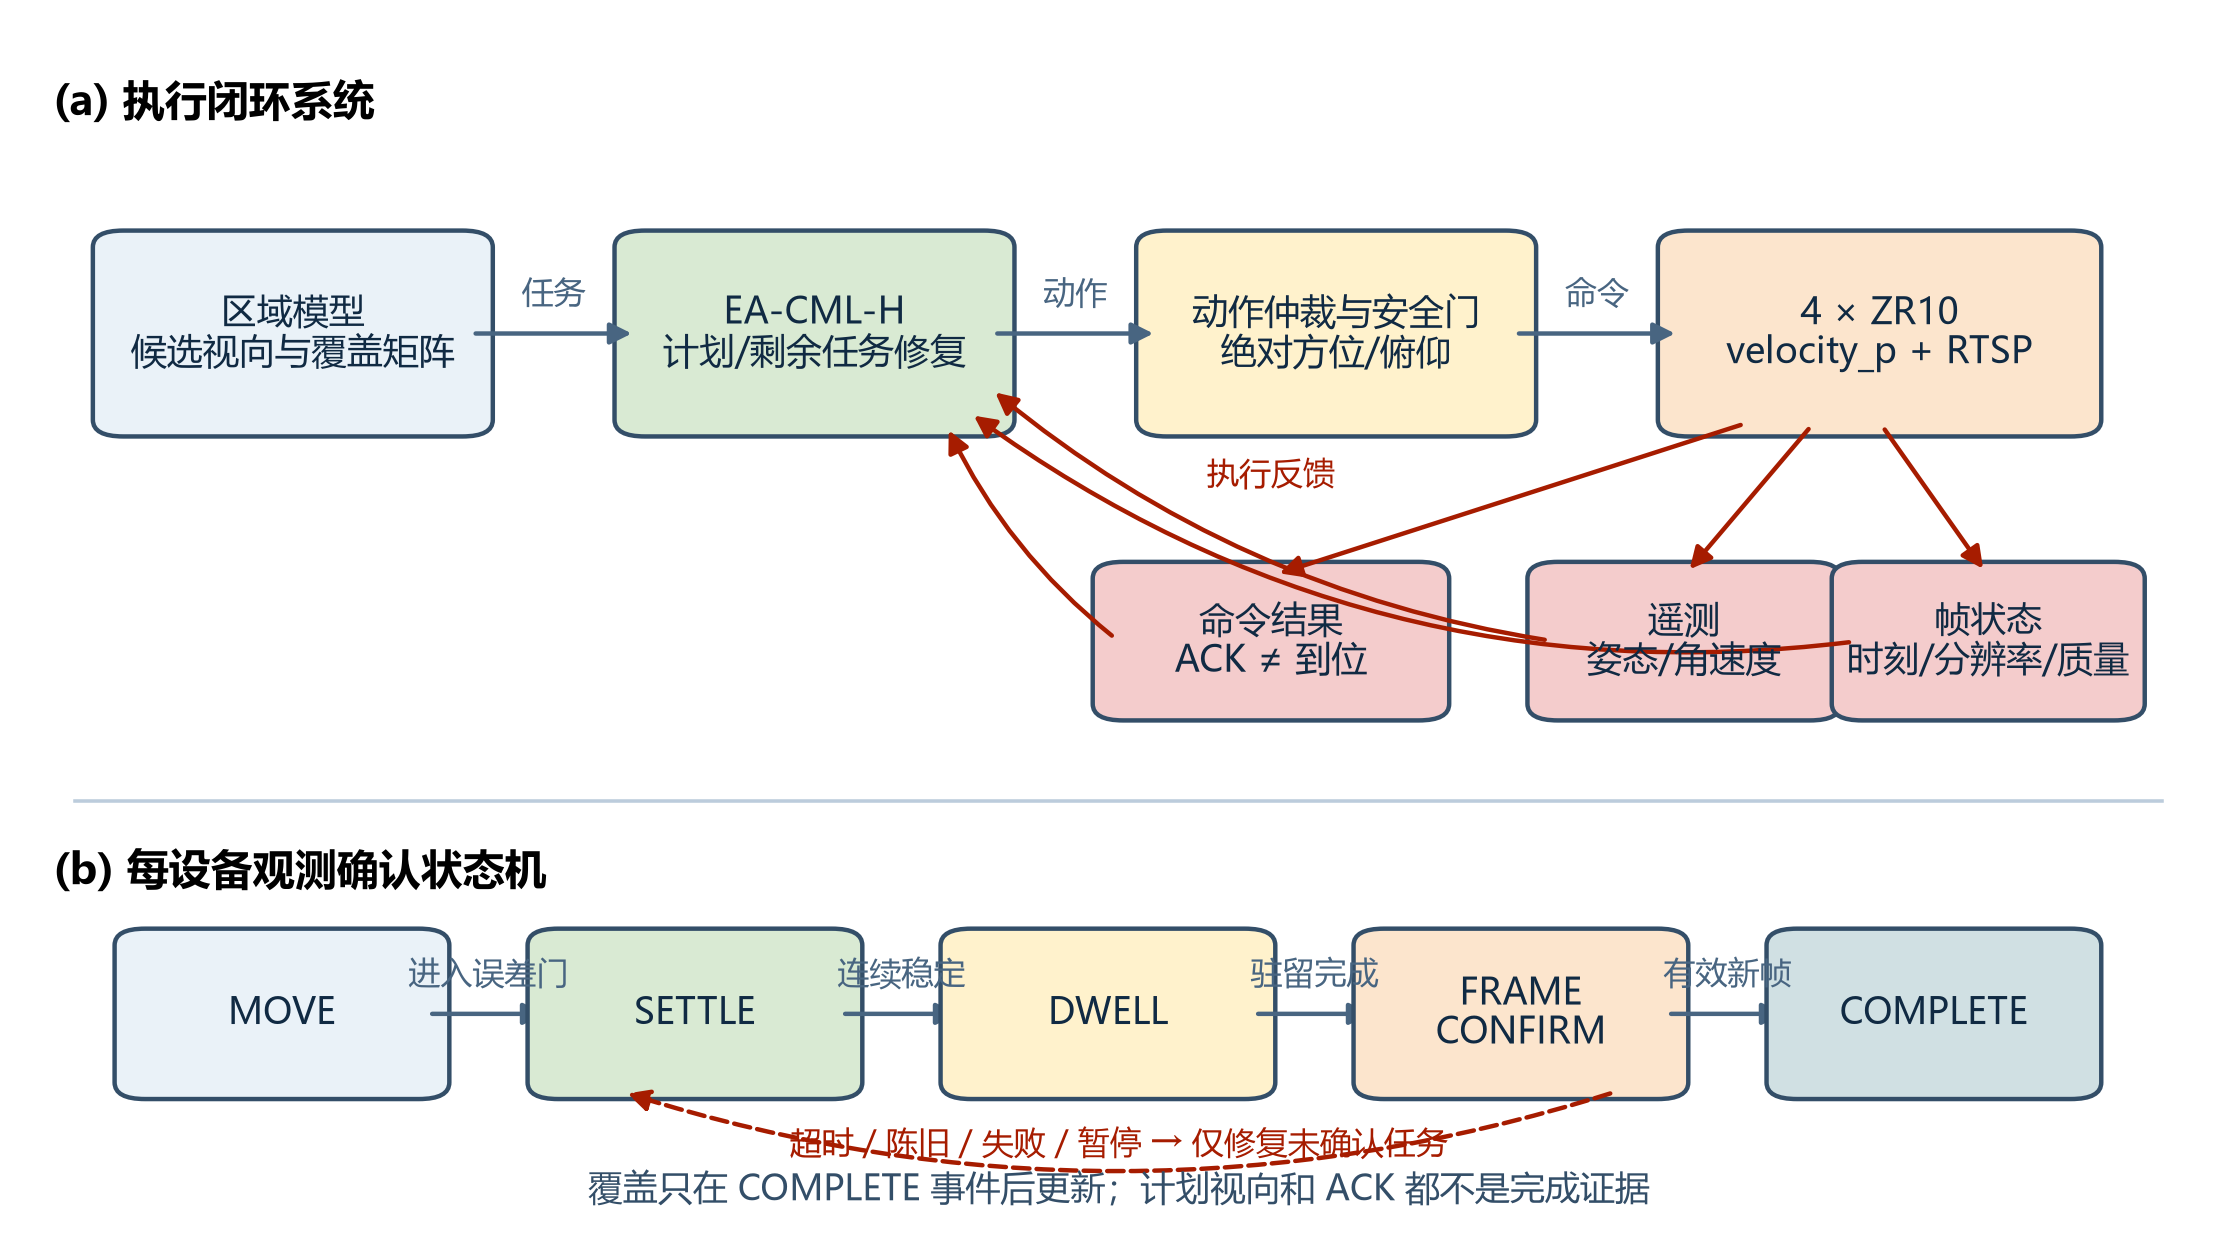 (a) 执行闭环系统
区域模型
候选视向与覆盖矩阵
任务
EA-CML-H
计划/剩余任务修复
动作
动作仲裁与安全门
绝对方位/俯仰
命令
4 × ZR10
velocity_p + RTSP
执行反馈
命令结果
ACK ≠ 到位
遥测
姿态/角速度
帧状态
时刻/分辨率/质量
(b) 每设备观测确认状态机
MOVE
进入误差门
SETTLE
连续稳定
DWELL
驻留完成
FRAME
CONFIRM
有效新帧
COMPLETE
超时 / 陈旧 / 失败 / 暂停 → 仅修复未确认任务
覆盖只在 COMPLETE 事件后更新；计划视向和 ACK 都不是完成证据